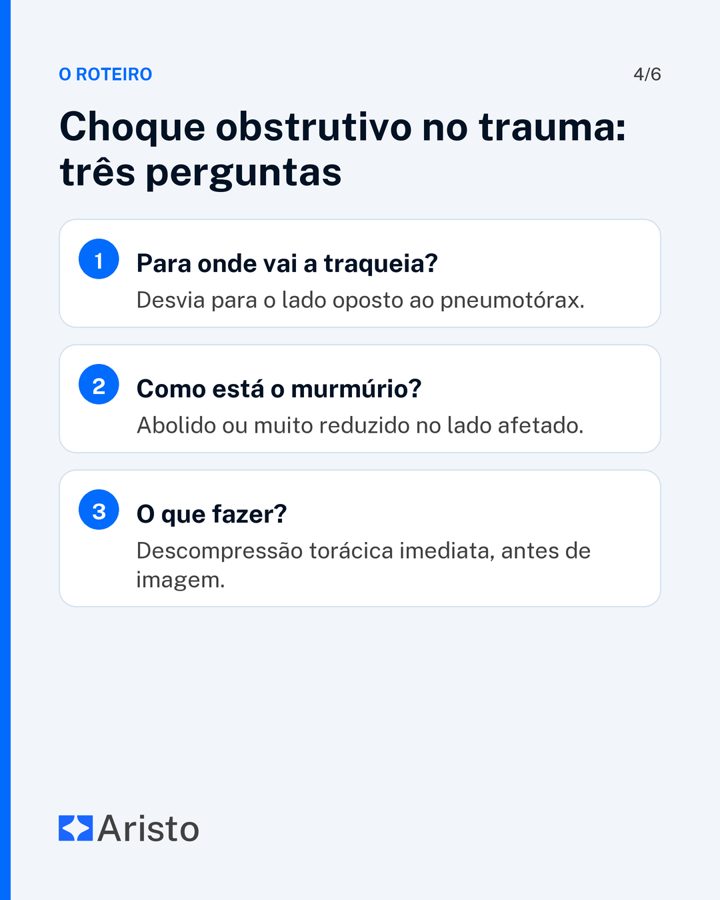 O ROTEIRO
4/6
Choque obstrutivo no trauma:
três perguntas
1
Para onde vai a traqueia?
Desvia para o lado oposto ao pneumotórax.
2
Como está o murmúrio?
Abolido ou muito reduzido no lado afetado.
3
O que fazer?
Descompressão torácica imediata, antes de
imagem.
Aristo